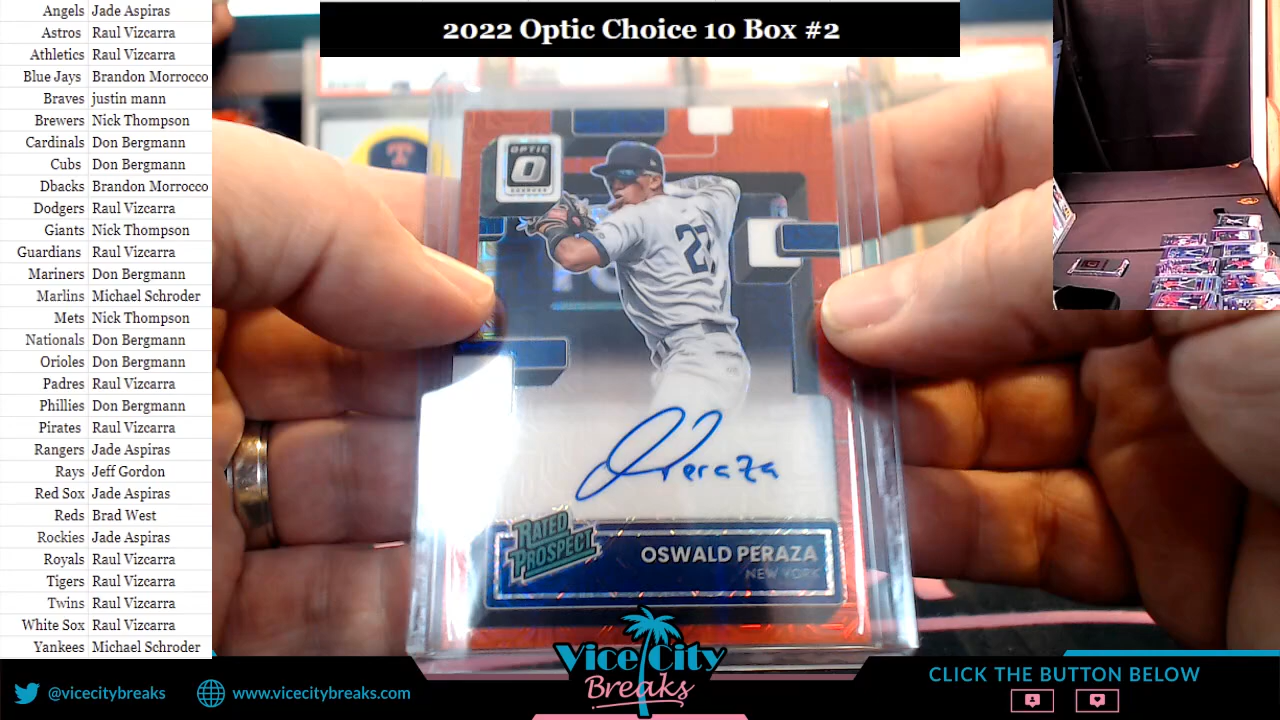 2022 Optic Choice 10 Box #2
Angels Jade Aspiras
Astros Raul Vizcarra
Athletics Raul Vizcarra
Blue Jays Brandon Morrocco
Braves justin mann
Brewers Nick Thompson
Cardinals Don Bergmann
Cubs Don Bergmann
Dbacks Brandon Morrocco
Dodgers Raul Vizcarra
Giants Nick Thompson
Guardians Raul Vizcarra
Mariners Don Bergmann
Marlins Michael Schroder
Mets Nick Thompson
Nationals Don Bergmann
Orioles Don Bergmann
Padres Raul Vizcarra
Phillies Don Bergmann
Pirates Raul Vizcarra
Rangers Jade Aspiras
Rays Jeff Gordon
Red Sox Jade Aspiras
Reds Brad West
Rockies Jade Aspiras
Royals Raul Vizcarra
Tigers Raul Vizcarra
Twins Raul Vizcarra
White Sox Raul Vizcarra
Yankees Michael Schroder
OPTIC
O
T
O Peraza
RATED
PROSPECT
OSWALD PERAZA
NEW YORK
@vicecitybreaks
www.vicecitybreaks.com
Vice City
Breaks
CLICK THE BUTTON BELOW